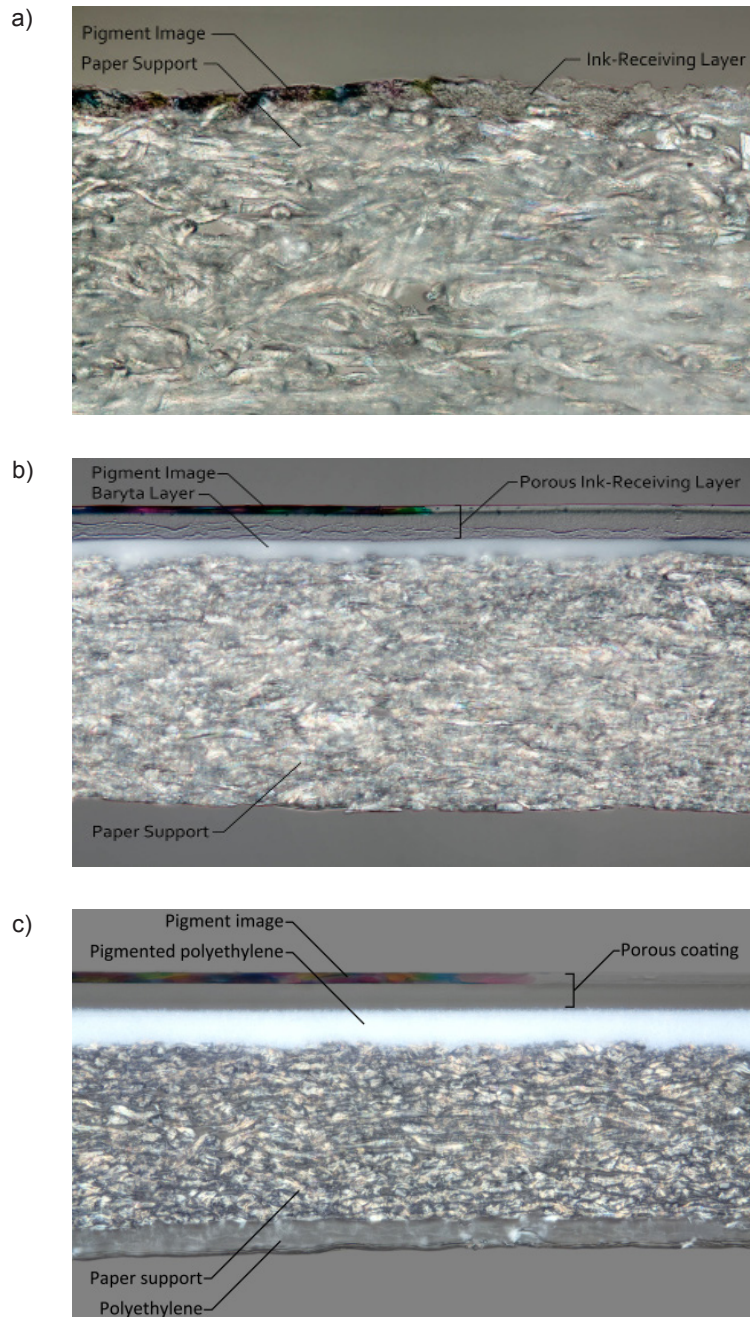 a)
Pigment Image
Paper Support
Ink-Receiving Layer
b)
Pigment Image
Baryta Layer
Porous Ink-Receiving Layer
Paper Support
c)
Pigment image
Pigmented polyethylene
Porous coating
Paper support
Polyethylene